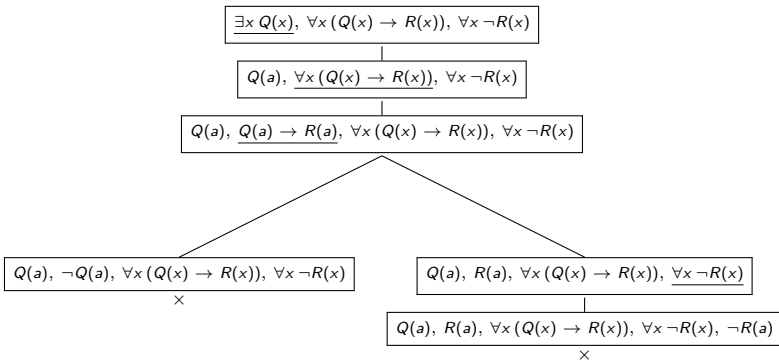 ∃x Q(x), ∀x (Q(x) → R(x)), ∀x ¬R(x)
Q(a), ∀x (Q(x) → R(x)), ∀x ¬R(x)
Q(a), Q(a) → R(a), ∀x (Q(x) → R(x)), ∀x ¬R(x)
Q(a), ¬Q(a), ∀x (Q(x) → R(x)), ∀x ¬R(x)
×
Q(a), R(a), ∀x (Q(x) → R(x)), ∀x ¬R(x)
Q(a), R(a), ∀x (Q(x) → R(x)), ∀x ¬R(x), ¬R(a)
×